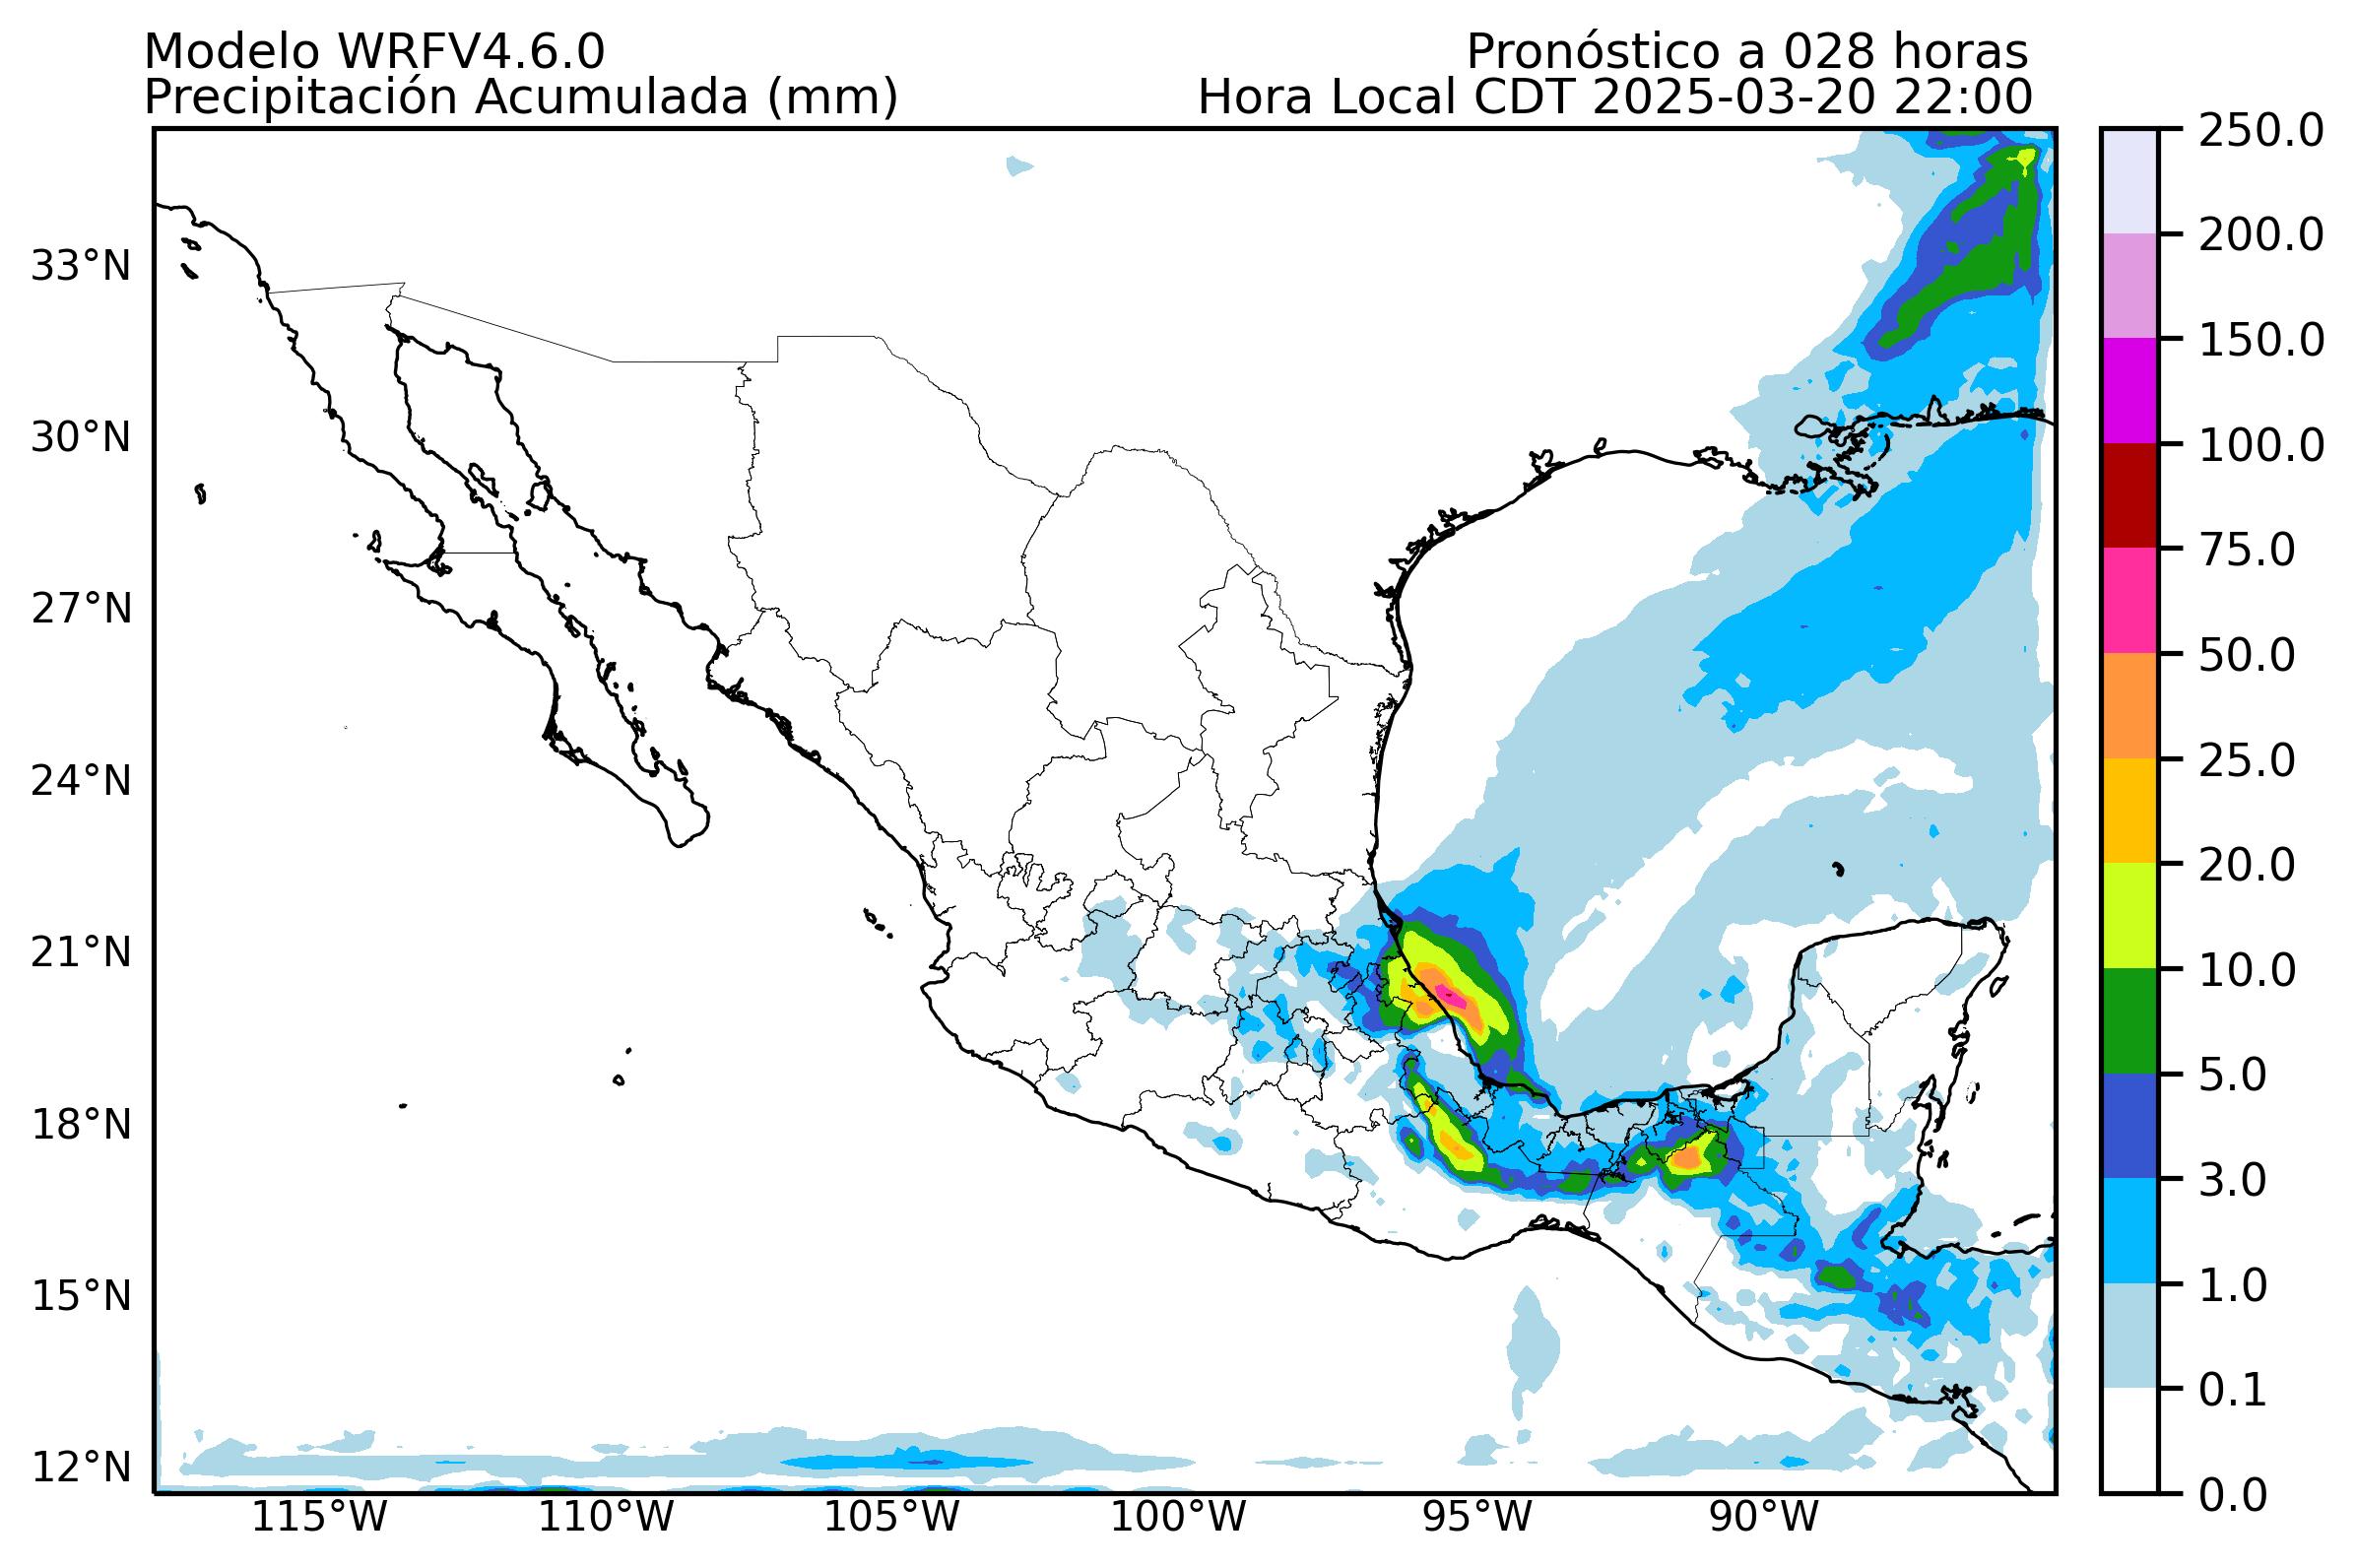 Modelo WRFV4.6.0
Pronóstico a 028 horas
Precipitación Acumulada (mm)
Hora Local CDT 2025-03-20 22:00
33°N
30°N
27°N
24°N
21°N
18°N
15°N
12°N
115°W
110°W
105°W
100°W
95°W
90°W
250.0
200.0
150.0
100.0
75.0
50.0
25.0
20.0
10.0
5.0
3.0
1.0
0.1
0.0